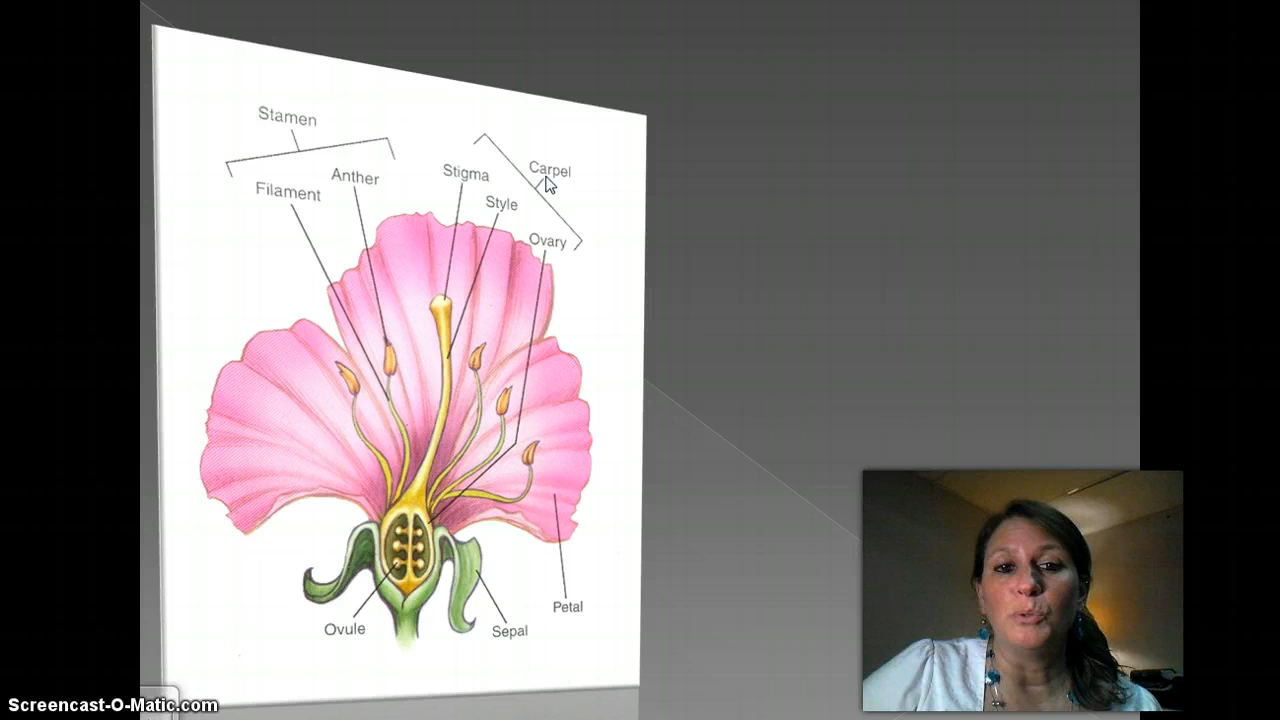 Stamen
Carpel
Anther
Stigma
Filament
Style
Ovary
Petal
Ovule
Sepal
Screencast-O-Matic.com